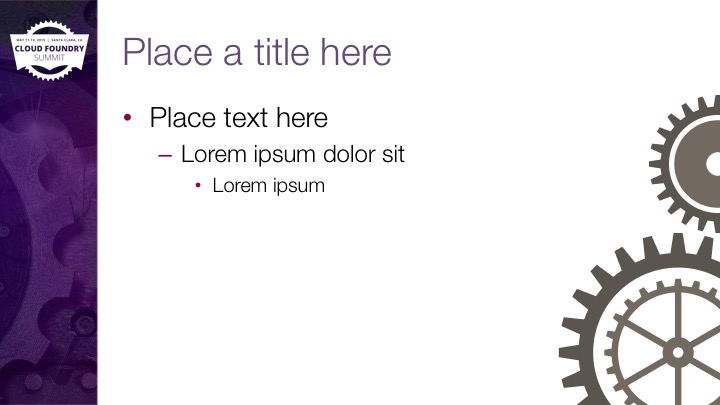 MAY 11-12, 2015 | SANTA CLARA, CA
CLOUD FOUNDRY
SUMMIT
Place a title here
• Place text here
– Lorem ipsum dolor sit
• Lorem ipsum